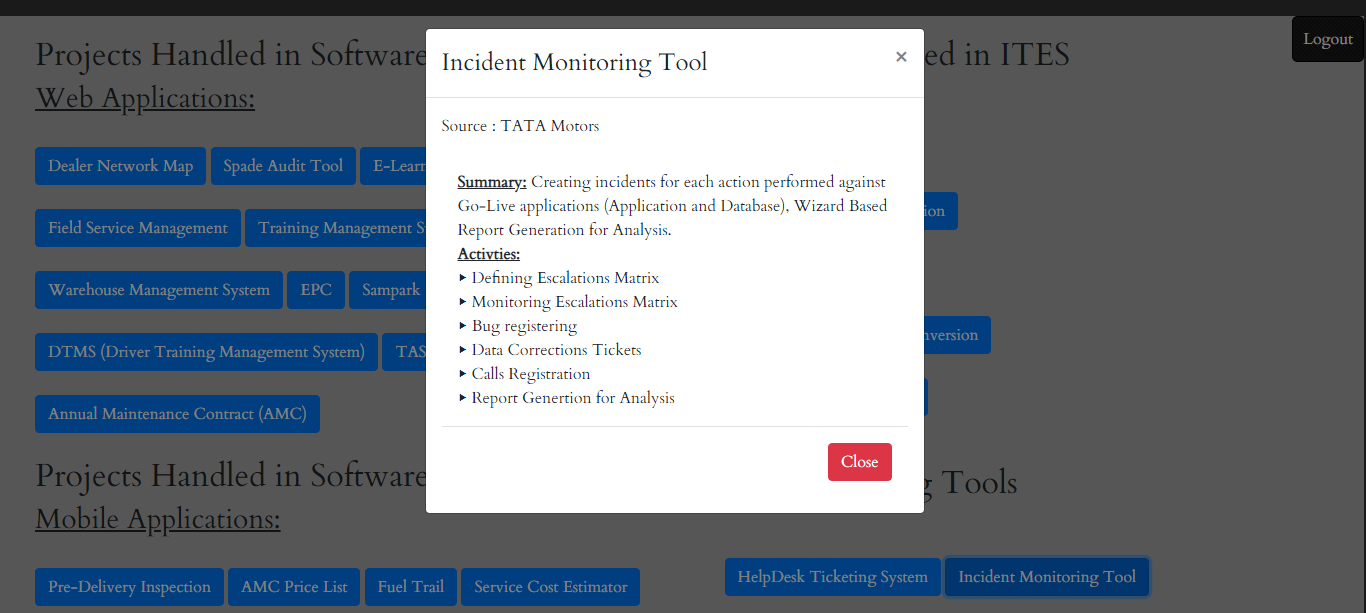 Logout
Projects Handled in Software
ed in ITES
Web Applications:
Dealer Network Map
Spade Audit Tool
E-Learn
Field Service Management
Training Management S
Warehouse Management System
EPC
Sampark
DTMS (Driver Training Management System)
TAS
Annual Maintenance Contract (AMC)
ion
nversion
Incident Monitoring Tool
×
Source : TATA Motors
Summary: Creating incidents for each action performed against
Go-Live applications (Application and Database), Wizard Based
Report Generation for Analysis.
Activties:
Defining Escalations Matrix
Monitoring Escalations Matrix
Bug registering
Data Corrections Tickets
Calls Registration
Report Genertion for Analysis
Close
Projects Handled in Software
g Tools
Mobile Applications:
Pre-Delivery Inspection
AMC Price List
Fuel Trail
Service Cost Estimator
HelpDesk Ticketing System
Incident Monitoring Tool